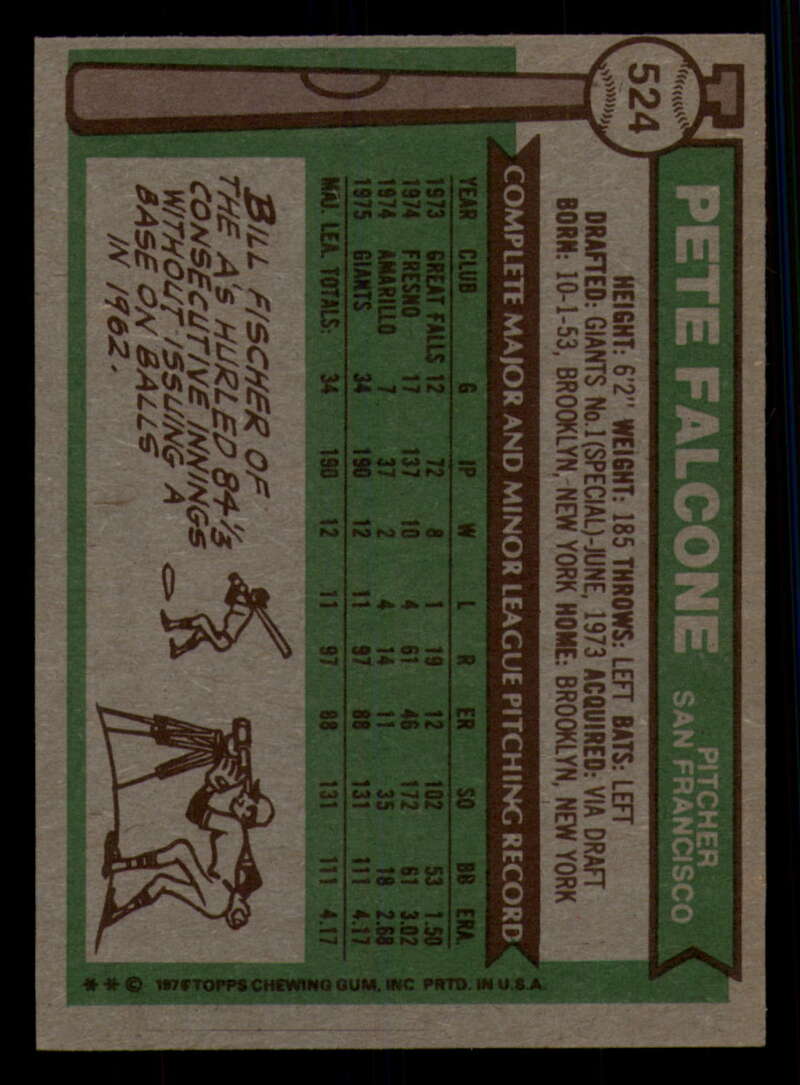 524
PETE FALCONE
PITCHER
SAN FRANCISCO
HEIGHT: 6'2" WEIGHT: 185 THROWS: LEFT BATS: LEFT
DRAFTED: GIANTS No.1(SPECIAL)-JUNE, 1973 ACQUIRED: VIA DRAFT
BORN: 10-1-53, BROOKLYN, NEW YORK HOME: BROOKLYN, NEW YORK
COMPLETE MAJOR AND MINOR LEAGUE PITCHING RECORD
YEAR CLUB G IP W L R ER SO BB ERA.
1973 GREAT FALLS 12 72 8 1 19 12 102 53 1.50
1974 FRESNO 17 137 10 4 61 46 172 61 3.02
1974 AMARILLO 7 37 2 4 14 11 35 18 2.68
1975 GIANTS 34 190 12 11 97 88 131 111 4.17
MAJ. LEA. TOTALS: 34 190 12 11 97 88 131 111 4.17
BILL FISCHER OF
THE A's HURLED 84 1/3
CONSECUTIVE INNINGS
WITHOUT ISSUING A
BASE ON BALLS
IN 1962.
** © 1976 TOPPS CHEWING GUM, INC PRTD. IN U.S.A.